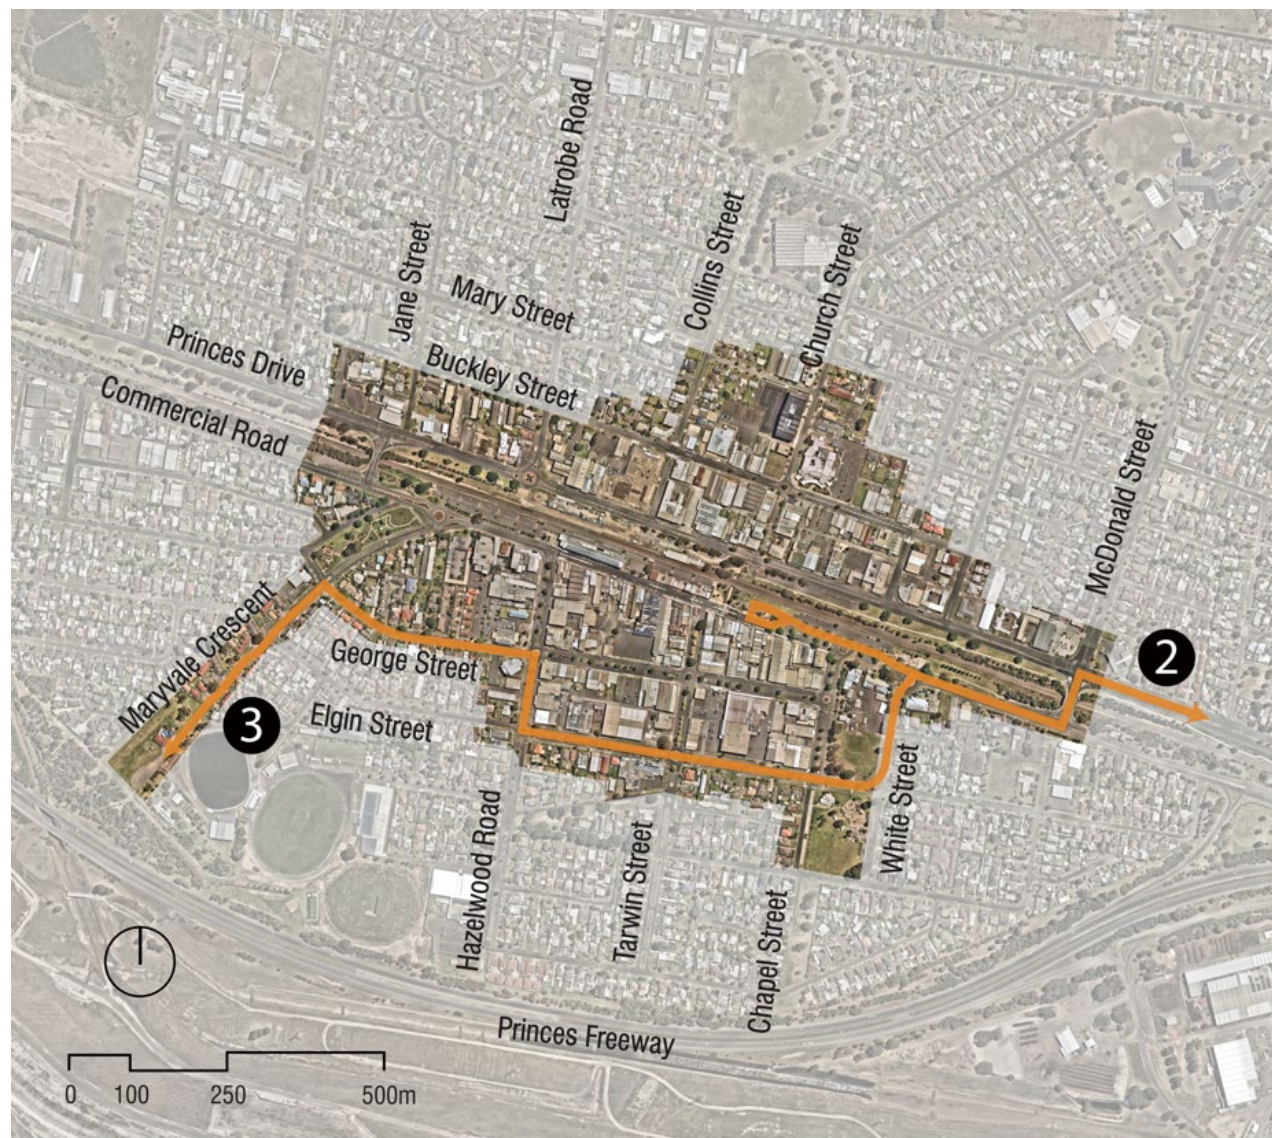 Latrobe Road
Collins Street
Church Street
Jane Street
Mary Street
Princes Drive
Buckley Street
Commercial Road
McDonald Street
Maryvale Crescent
George Street
2
Elgin Street
3
White Street
Hazelwood Road
Tarwin Street
Chapel Street
Princes Freeway
0 100 250 500m